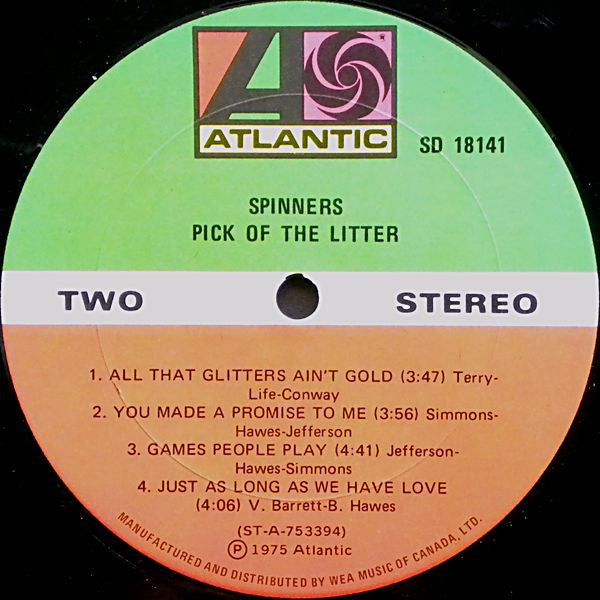 ATLANTIC
SD 18141
SPINNERS
PICK OF THE LITTER
TWO
STEREO
1. ALL THAT GLITTERS AIN'T GOLD (3:47) Terry-
Life-Conway
2. YOU MADE A PROMISE TO ME (3:56) Simmons-
Hawes-Jefferson
3. GAMES PEOPLE PLAY (4:41) Jefferson-
Hawes-Simmons
4. JUST AS LONG AS WE HAVE LOVE
(4:06) V. Barrett-B. Hawes
(ST-A-753394)
Ⓟ 1975 Atlantic
MANUFACTURED AND DISTRIBUTED BY WEA MUSIC OF CANADA, LTD.